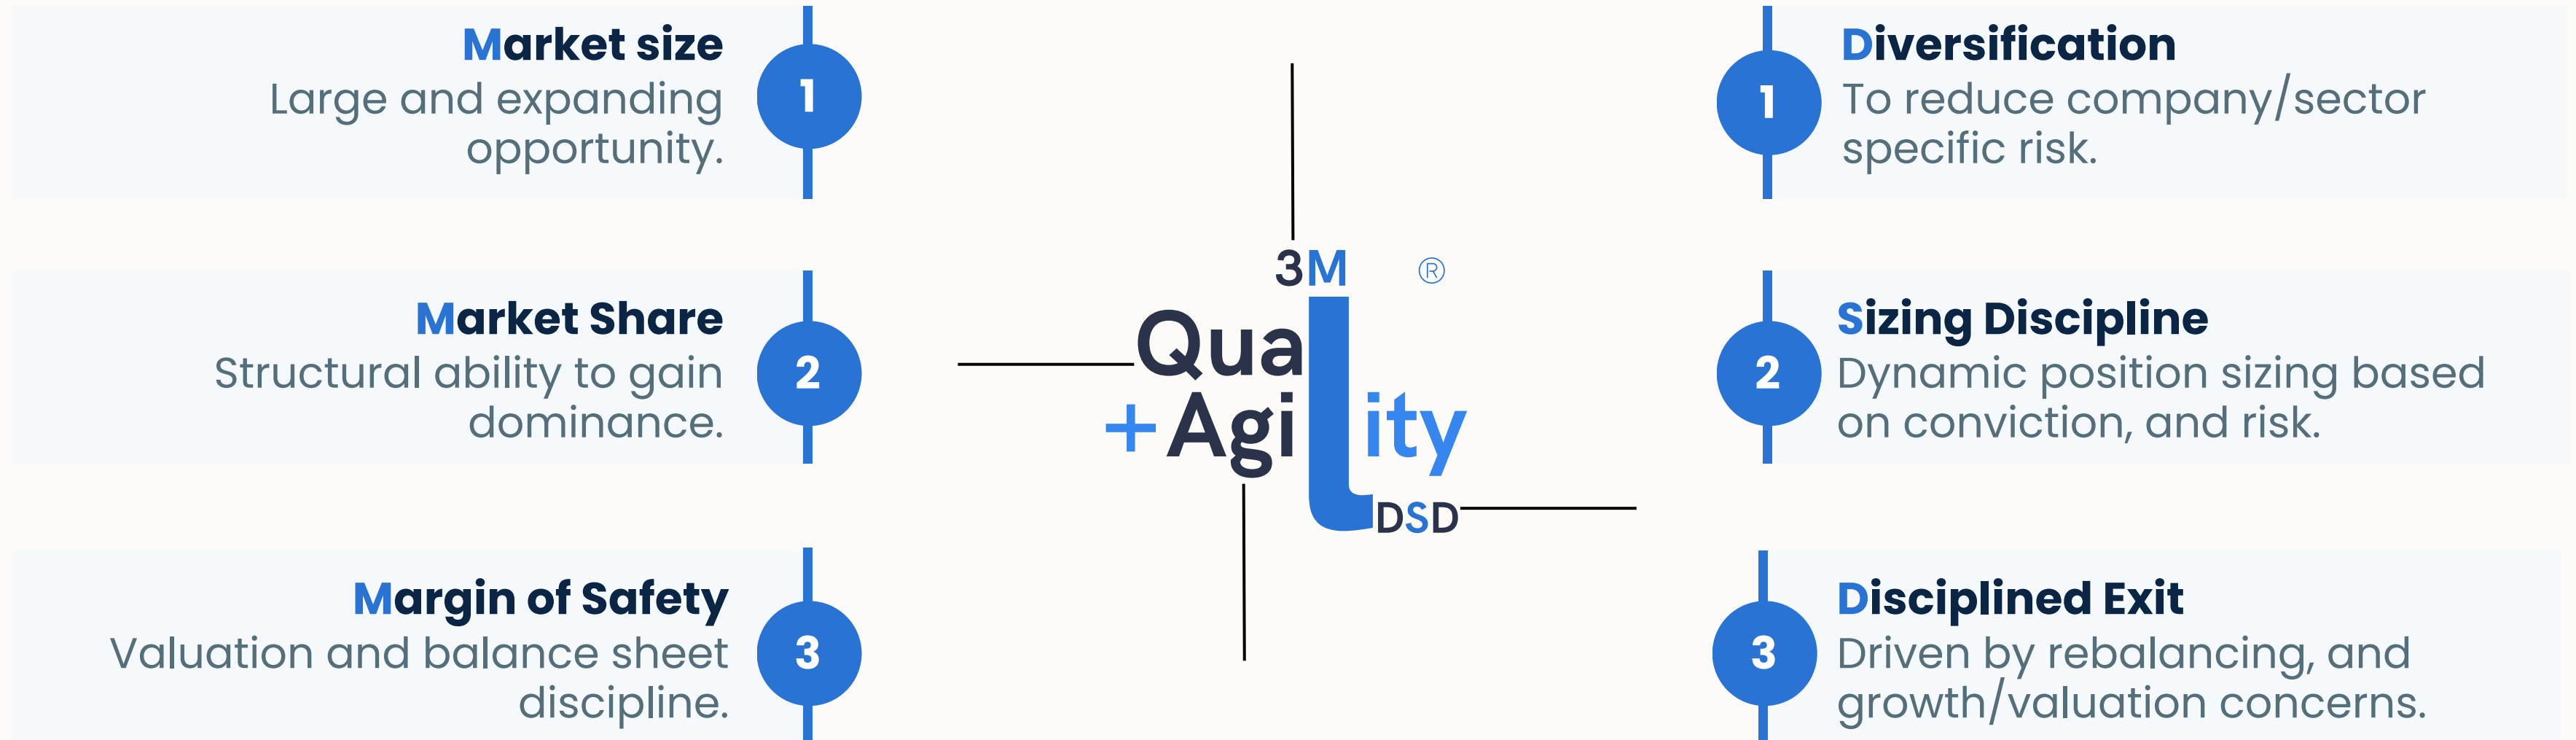 Market size
Large and expanding
opportunity.
1
Market Share
Structural ability to gain
dominance.
2
Margin of Safety
Valuation and balance sheet
discipline.
3
3M ®
Qua
+Agility
DSD
1
Diversification
To reduce company/sector
specific risk.
2
Sizing Discipline
Dynamic position sizing based
on conviction, and risk.
3
Disciplined Exit
Driven by rebalancing, and
growth/valuation concerns.